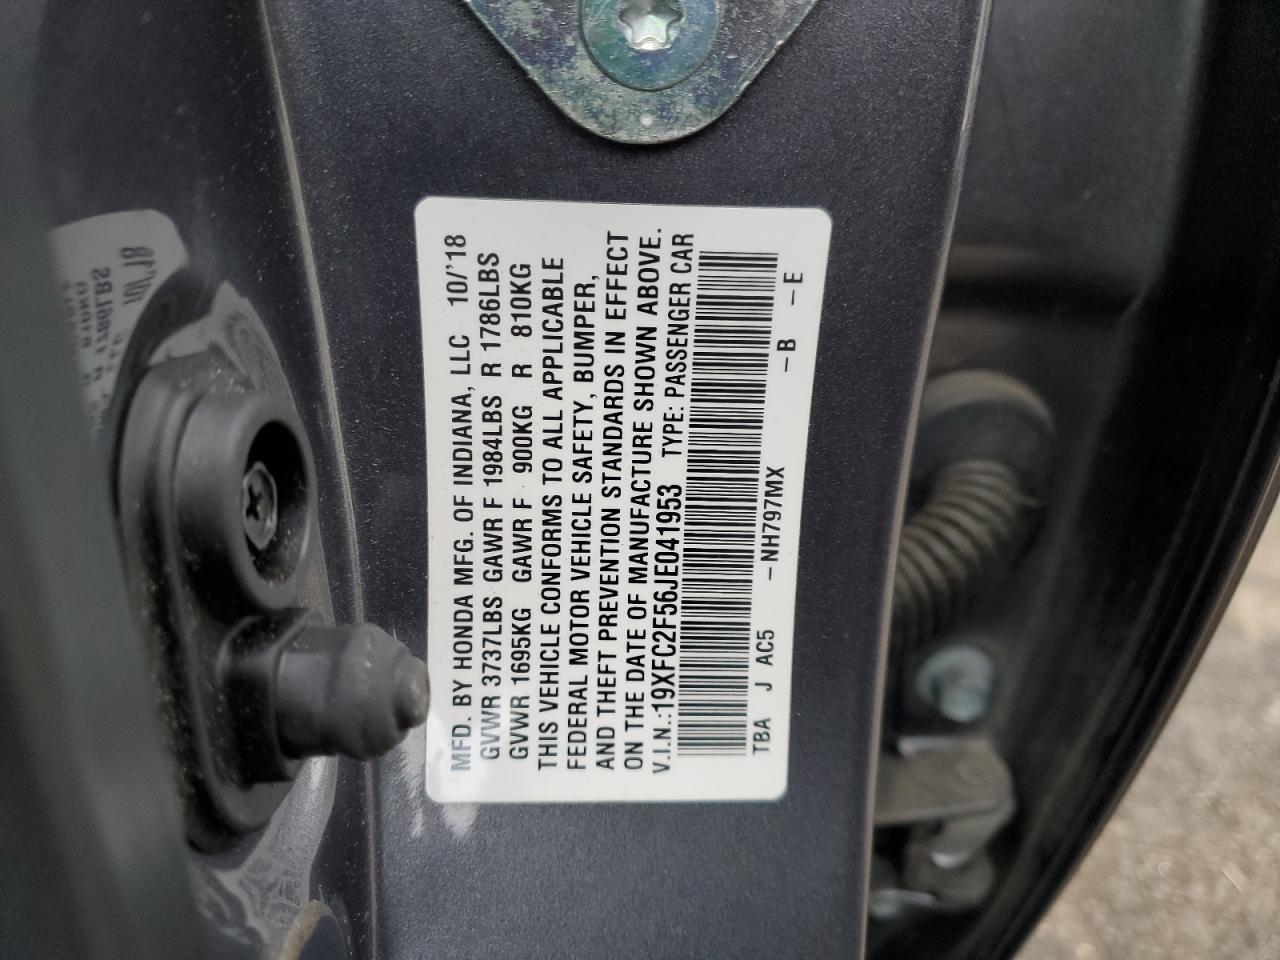 MFD. BY HONDA MFG. OF INDIANA, LLC 10/'18
GVWR 3737LBS GAWR F 1984LBS R 1786LBS
GVWR 1695KG GAWR F 900KG R 810KG
THIS VEHICLE CONFORMS TO ALL APPLICABLE
FEDERAL MOTOR VEHICLE SAFETY, BUMPER,
AND THEFT PREVENTION STANDARDS IN EFFECT
ON THE DATE OF MANUFACTURE SHOWN ABOVE.
V.I.N.:19XFC2F56JE041953 TYPE: PASSENGER CAR
TBA J AC5 -NH797MX -B -E